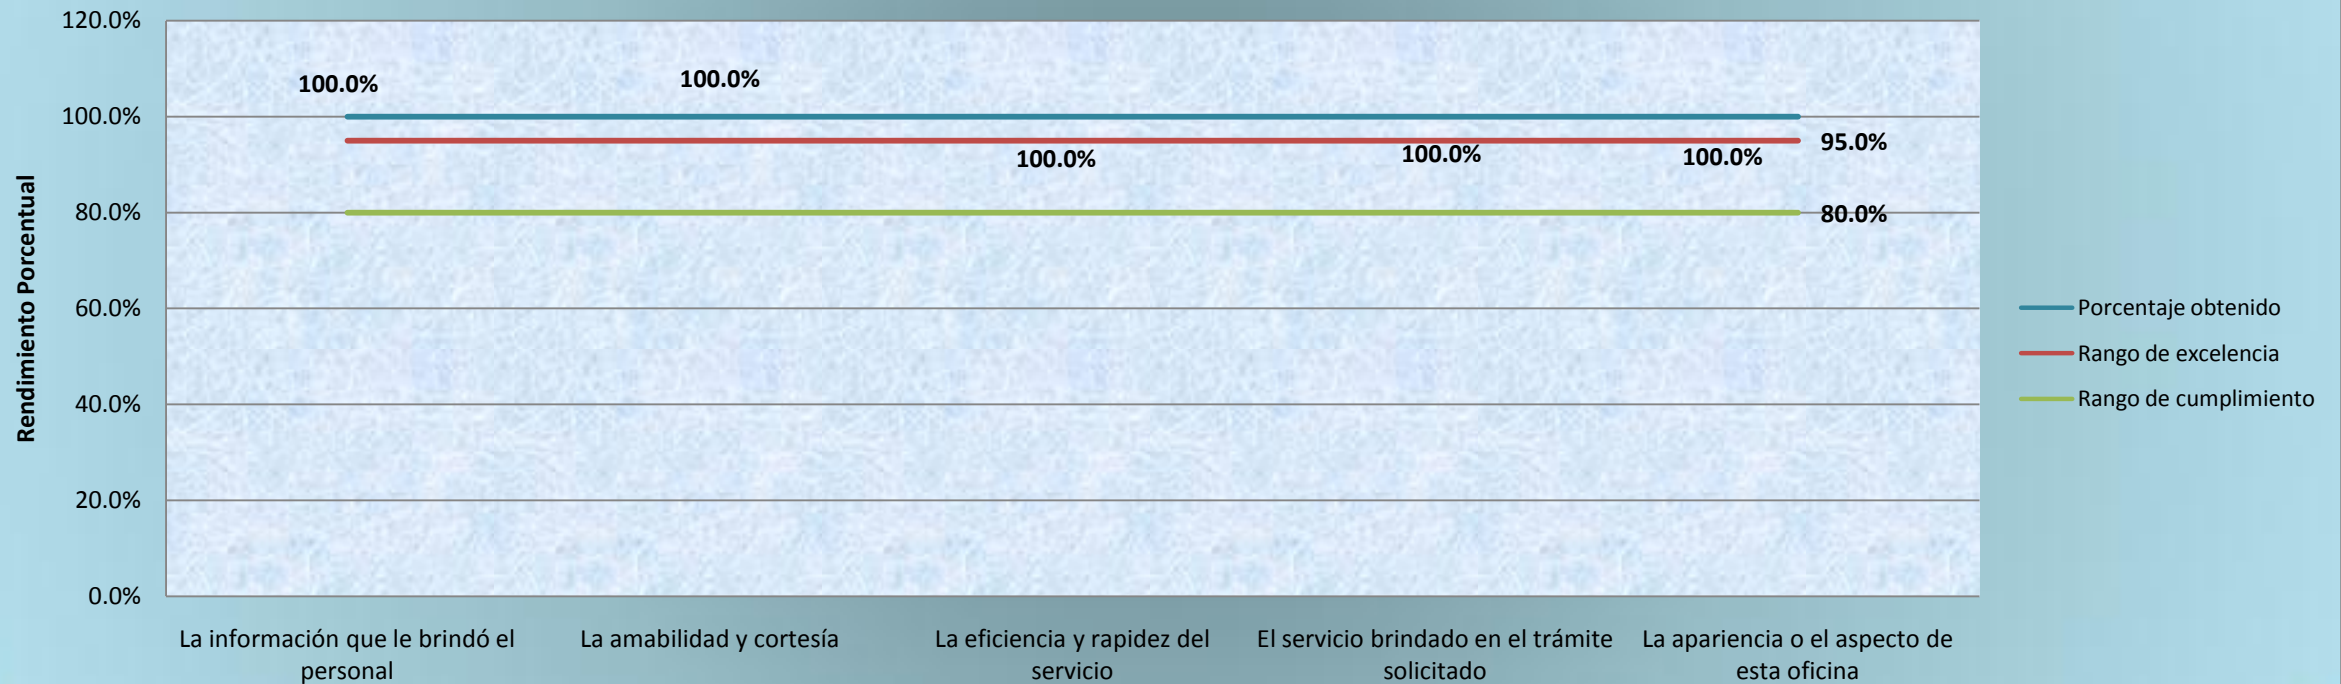 120.0%
100.0%
80.0%
60.0%
40.0%
20.0%
0.0%
Rendimiento Porcentual
100.0%
100.0%
100.0%
100.0%
100.0%
95.0%
80.0%
La información que le brindó el
personal
La amabilidad y cortesía
La eficiencia y rapidez del
servicio
El servicio brindado en el trámite
solicitado
La apariencia o el aspecto de
esta oficina
Porcentaje obtenido
Rango de excelencia
Rango de cumplimiento